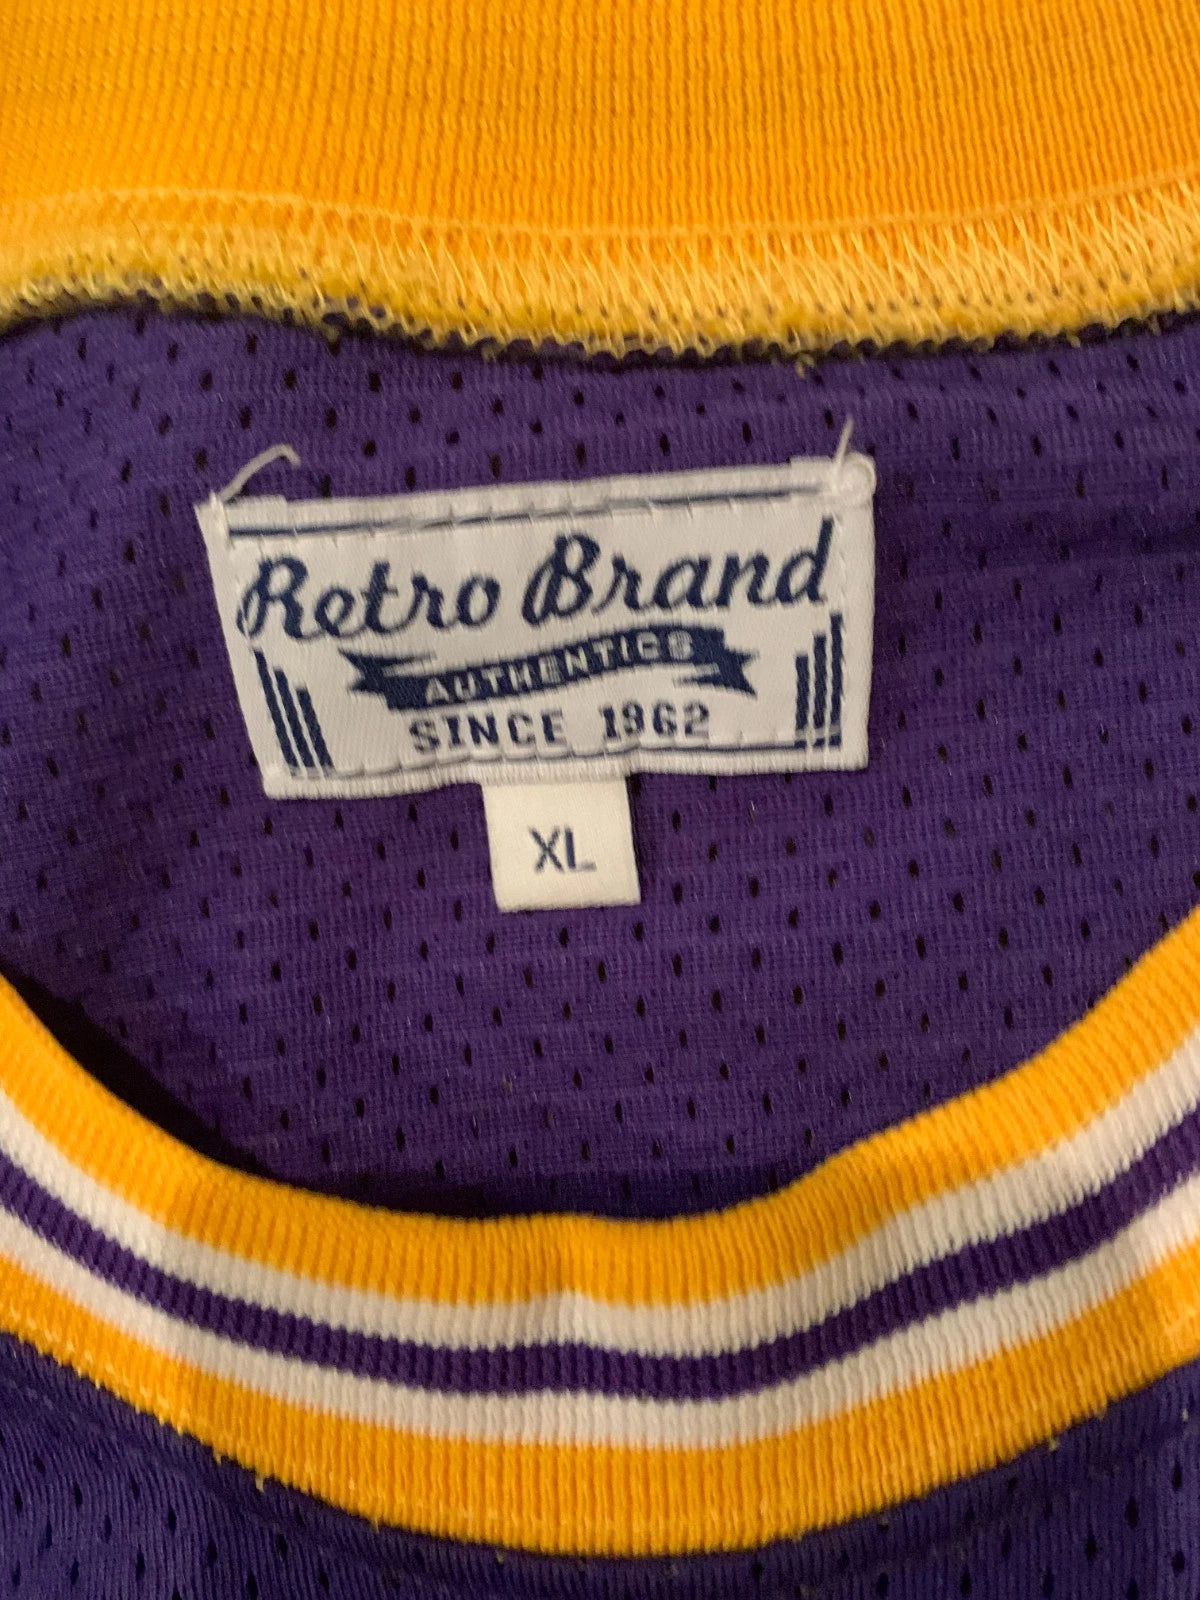 Retro Brand
AUTHENTICS
SINCE 1962
XL